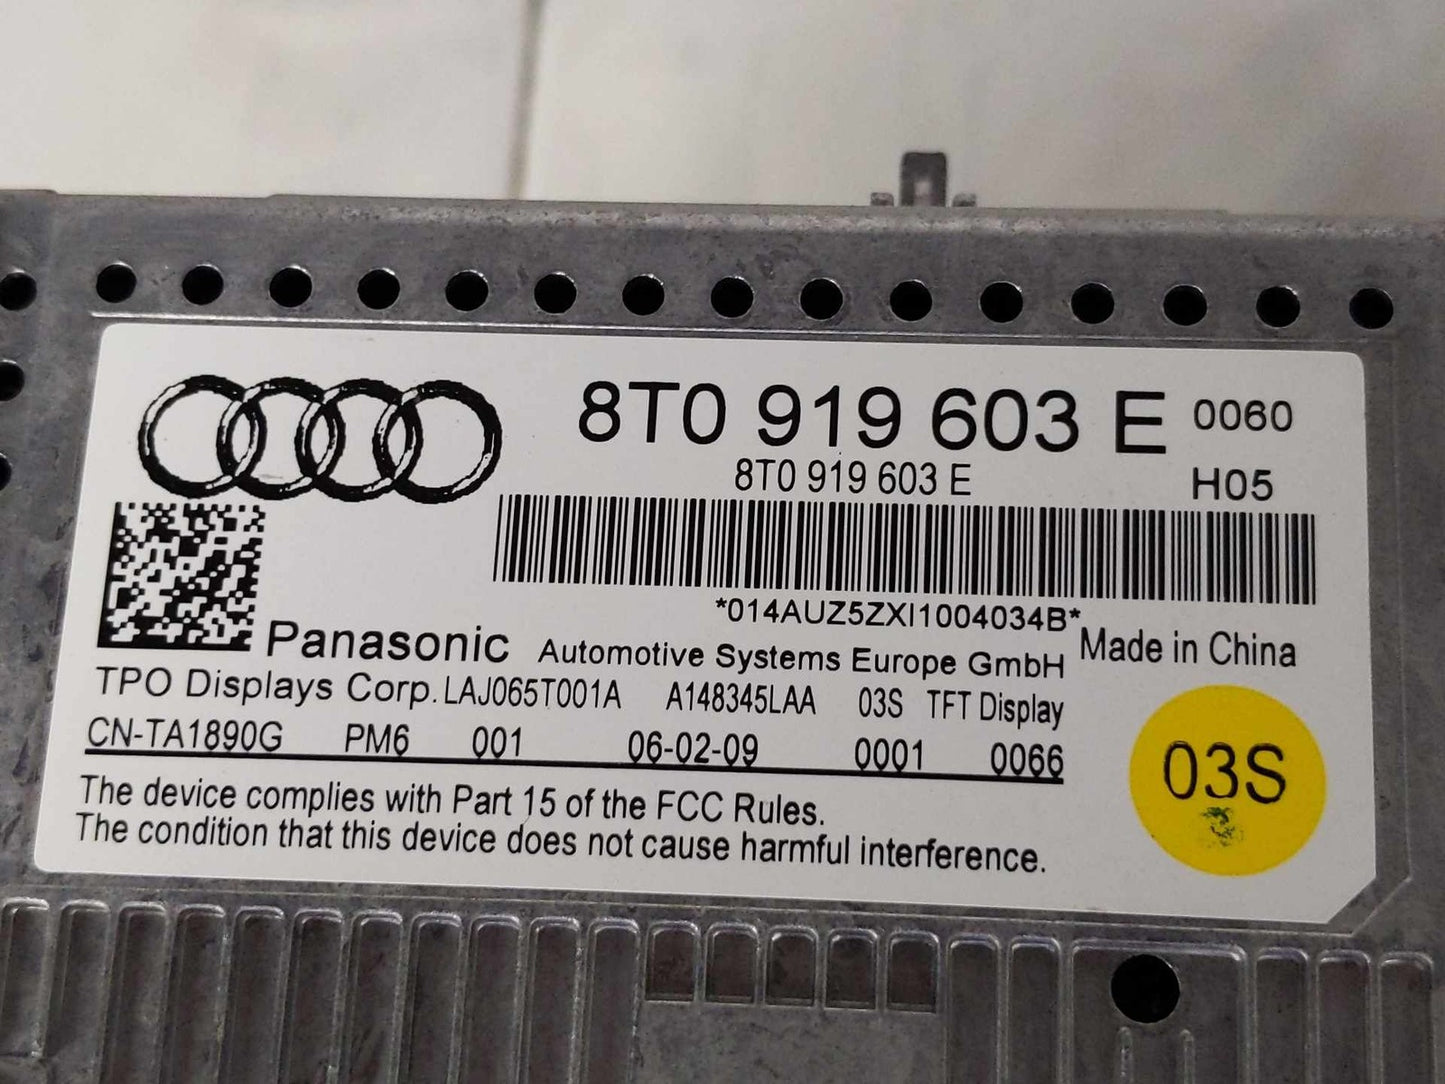 8T0 919 603 E 0060
8T0 919 603 E H05
*014AUZ5ZXI1004034B*
Panasonic Automotive Systems Europe GmbH Made in China
TPO Displays Corp. LAJ065T001A A148345LAA 03S TFT Display
CN-TA1890G PM6 001 06-02-09 0001 0066
03S
The device complies with Part 15 of the FCC Rules.
The condition that this device does not cause harmful interference.